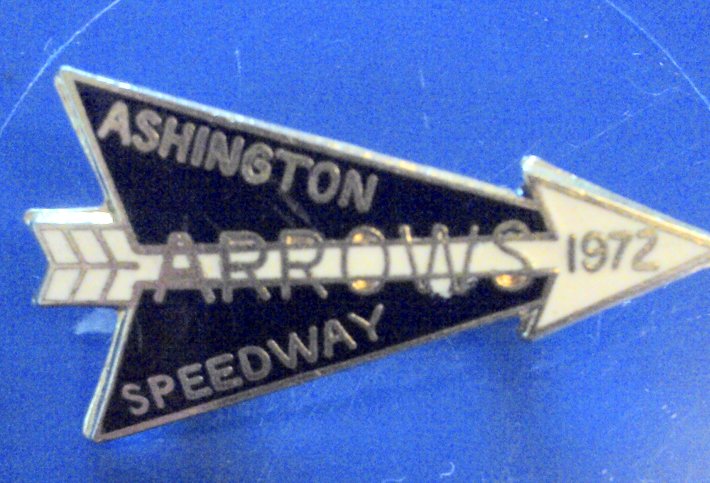 ASHINGTON
ARROWS
1972
SPEEDWAY